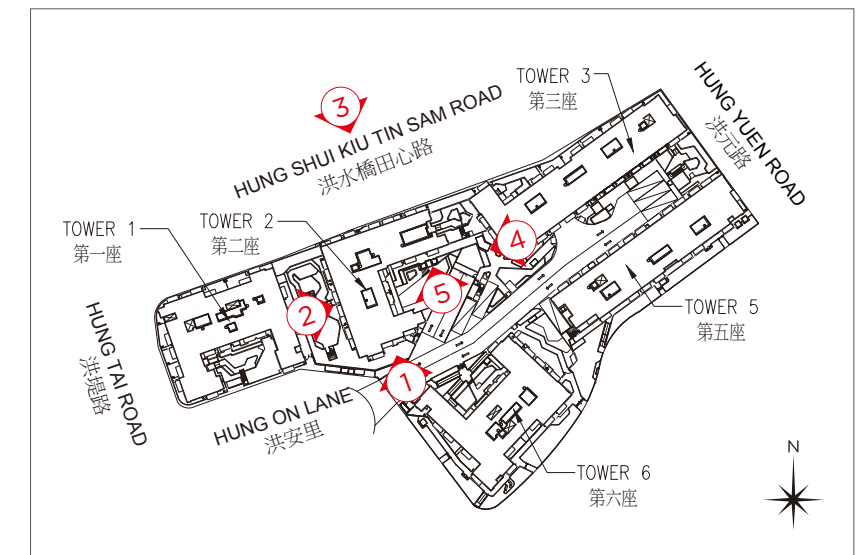 TOWER 3
第三座
HUNG YUEN ROAD
洪元路
3
HUNG SHUI KIU TIN SAM ROAD
洪水橋田心路
TOWER 1
第一座
TOWER 2
第二座
4
5
2
TOWER 5
第五座
HUNG TAI ROAD
洪堤路
1
HUNG ON LANE
洪安里
TOWER 6
第六座
N